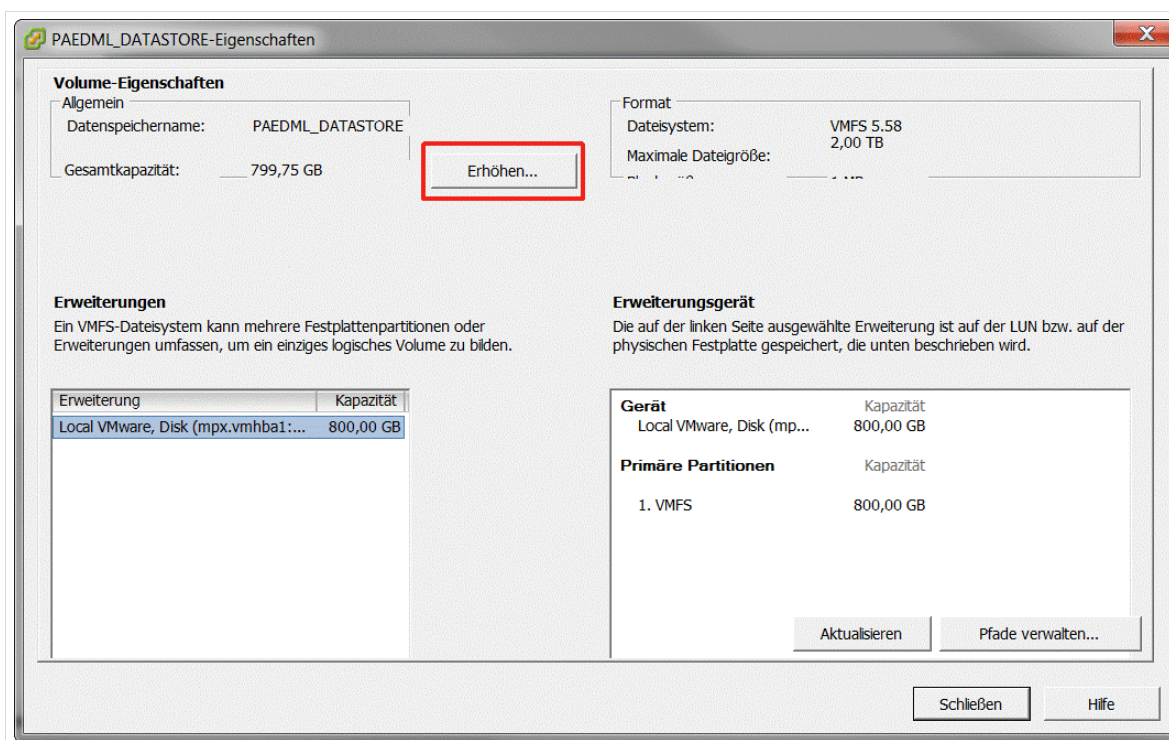 PAEDML_DATASTORE-Eigenschaften
Volume-Eigenschaften
Allgemein
Datenspeichername: PAEDML_DATASTORE
Gesamtkapazität: 799,75 GB
Erhöhen...
Format
Dateisystem: VMFS 5.58
2,00 TB
Maximale Dateigröße:
Erweiterungen
Ein VMFS-Dateisystem kann mehrere Festplattenpartitionen oder
Erweiterungen umfassen, um ein einziges logisches Volume zu bilden.
Erweiterung Kapazität
Local VMware, Disk (mpx.vmhba1:... 800,00 GB
Erweiterungsgerät
Die auf der linken Seite ausgewählte Erweiterung ist auf der LUN bzw. auf der
physischen Festplatte gespeichert, die unten beschrieben wird.
Gerät Kapazität
Local VMware, Disk (mp... 800,00 GB
Primäre Partitionen Kapazität
1. VMFS 800,00 GB
Aktualisieren
Pfade verwalten...
Schließen
Hilfe